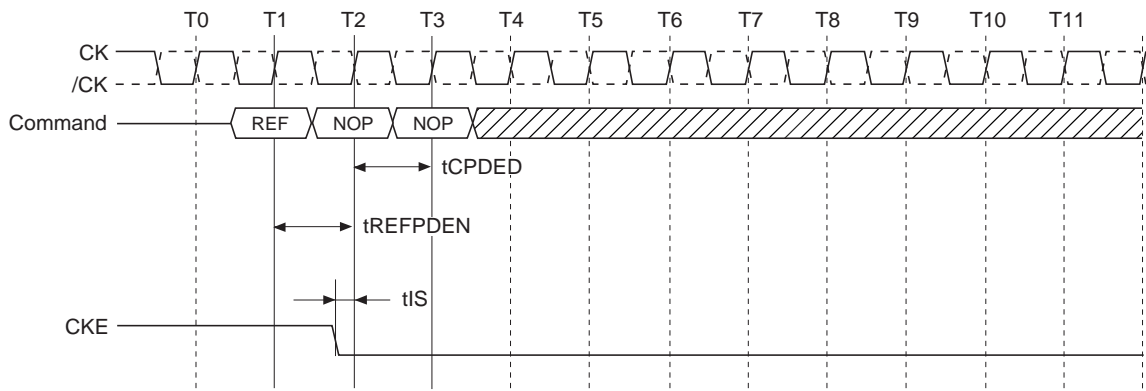 T0 T1 T2 T3 T4 T5 T6 T7 T8 T9 T10 T11
CK
/CK
Command REF NOP NOP
tCPDED
tREFPDEN
tIS
CKE